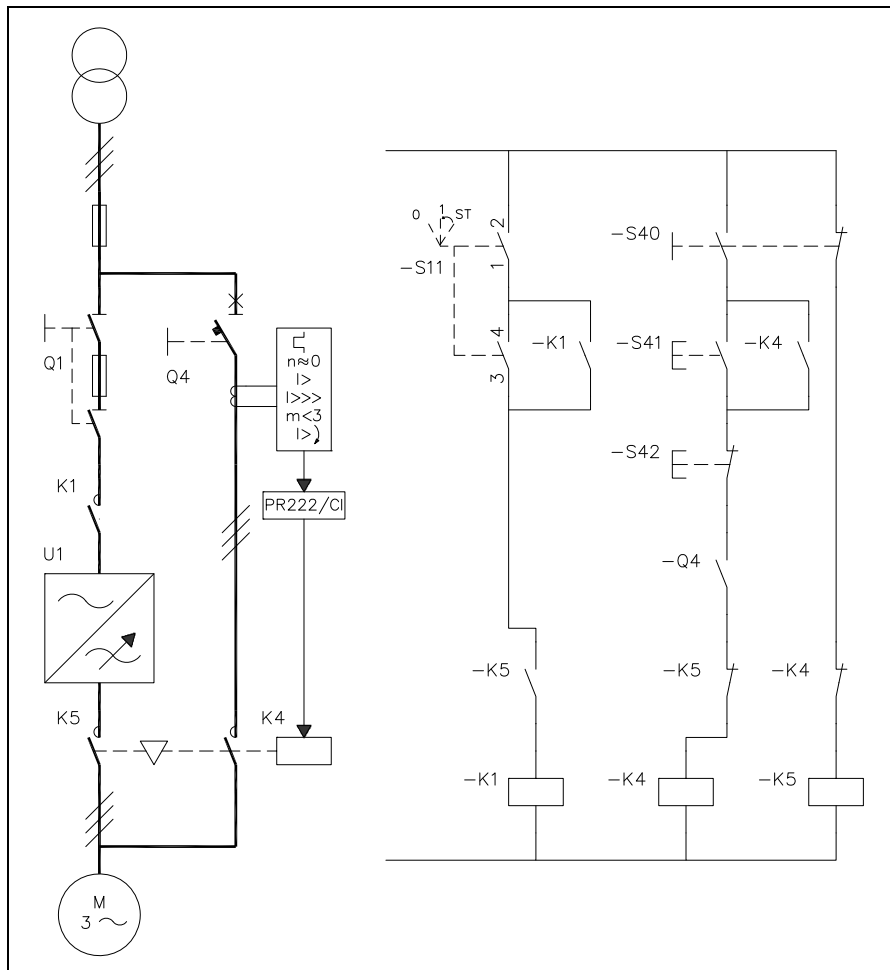 Q1
Q4
n≈0
I>
I>>>
m<3
I>
K1
PR222/CI
U1
K5
K4
M
3
0
1
ST
2
-S11
1
4
3
-K1
-K5
-K1
-S40
-S41
-K4
-S42
-Q4
-K5
-K4
-K4
-K5